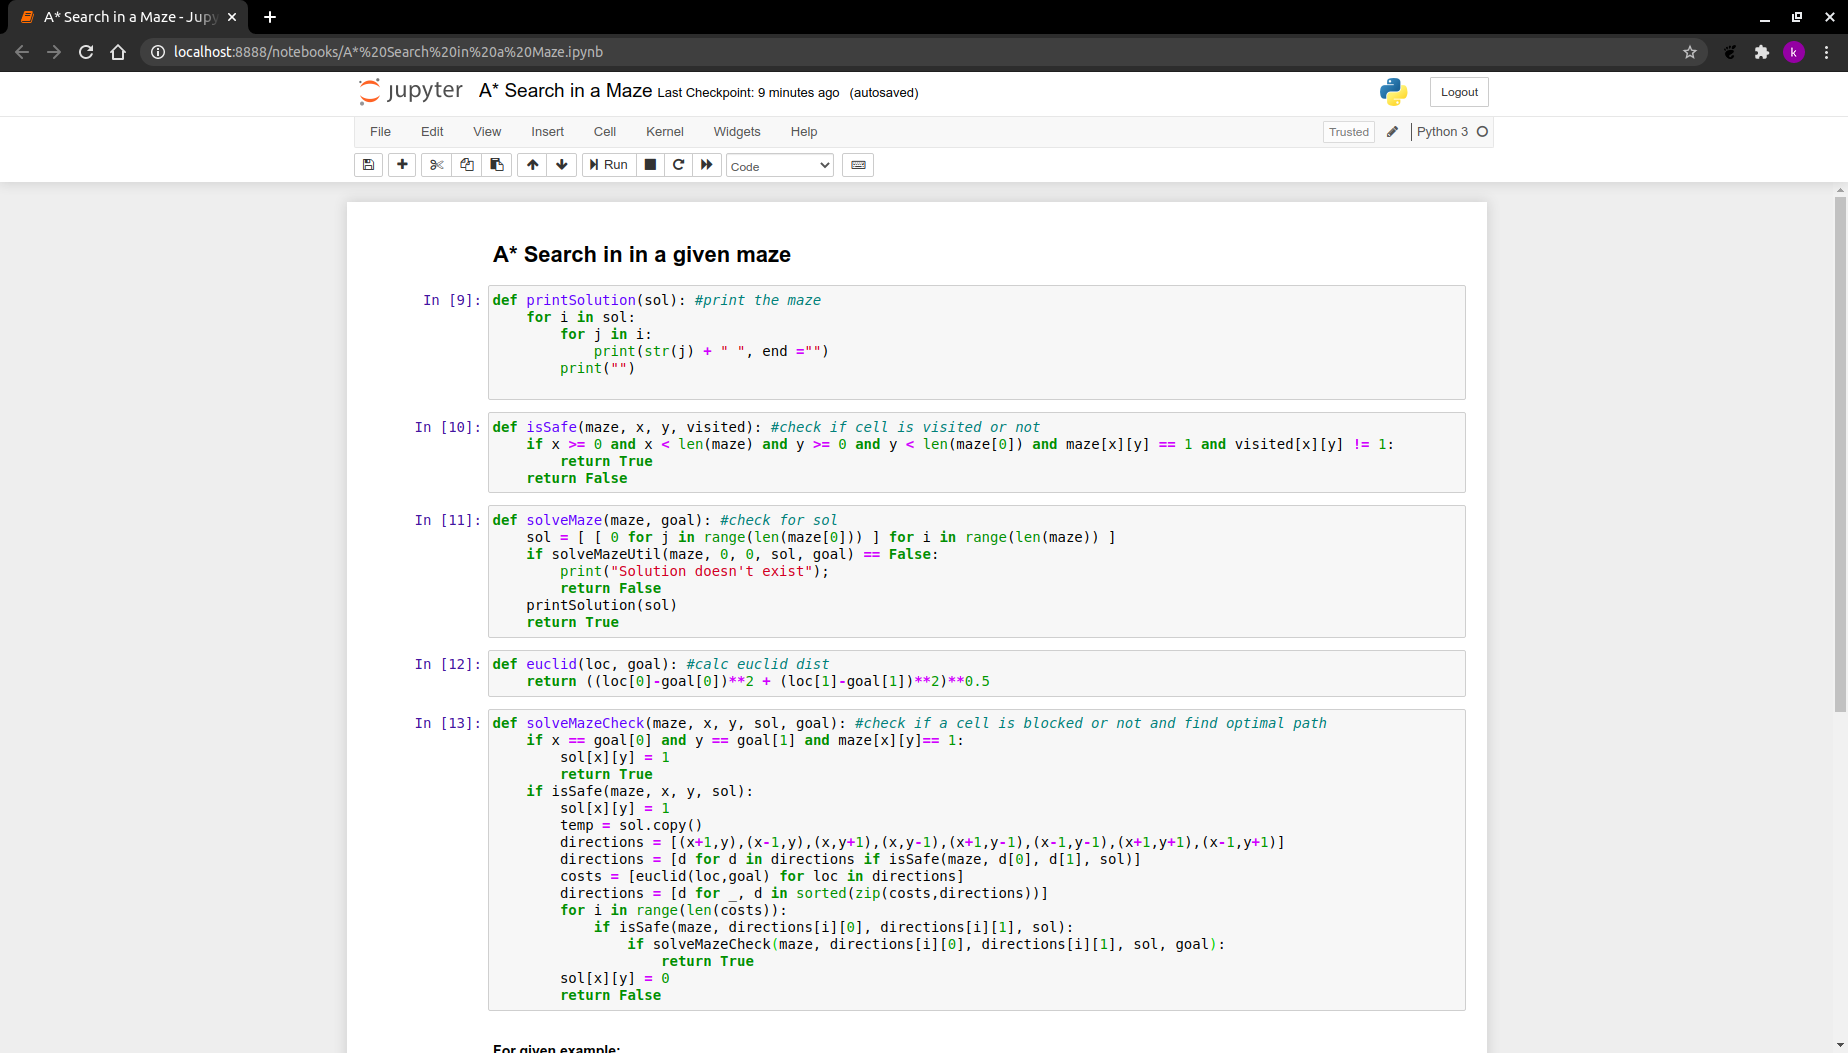 A* Search in a Maze - Jupy
localhost:8888/notebooks/A*%20Search%20in%20a%20Maze.ipynb
k
jupyter A* Search in a Maze Last Checkpoint: 9 minutes ago (autosaved)
Logout
File Edit View Insert Cell Kernel Widgets Help
Trusted Python 3
Run Code
A* Search in in a given maze
In [9]: def printSolution(sol): #print the maze
    for i in sol:
        for j in i:
            print(str(j) + " ", end ="")
        print("")
In [10]: def isSafe(maze, x, y, visited): #check if cell is visited or not
    if x >= 0 and x < len(maze) and y >= 0 and y < len(maze[0]) and maze[x][y] == 1 and visited[x][y] != 1:
        return True
    return False
In [11]: def solveMaze(maze, goal): #check for sol
    sol = [ [ 0 for j in range(len(maze[0])) ] for i in range(len(maze)) ]
    if solveMazeUtil(maze, 0, 0, sol, goal) == False:
        print("Solution doesn't exist");
        return False
    printSolution(sol)
    return True
In [12]: def euclid(loc, goal): #calc euclid dist
    return ((loc[0]-goal[0])**2 + (loc[1]-goal[1])**2)**0.5
In [13]: def solveMazeCheck(maze, x, y, sol, goal): #check if a cell is blocked or not and find optimal path
    if x == goal[0] and y == goal[1] and maze[x][y]== 1:
        sol[x][y] = 1
        return True
    if isSafe(maze, x, y, sol):
        sol[x][y] = 1
        temp = sol.copy()
        directions = [(x+1,y),(x-1,y),(x,y+1),(x,y-1),(x+1,y-1),(x-1,y-1),(x+1,y+1),(x-1,y+1)]
        directions = [d for d in directions if isSafe(maze, d[0], d[1], sol)]
        costs = [euclid(loc,goal) for loc in directions]
        directions = [d for _, d in sorted(zip(costs,directions))]
        for i in range(len(costs)):
            if isSafe(maze, directions[i][0], directions[i][1], sol):
                if solveMazeCheck(maze, directions[i][0], directions[i][1], sol, goal):
                    return True
        sol[x][y] = 0
        return False
For given example: